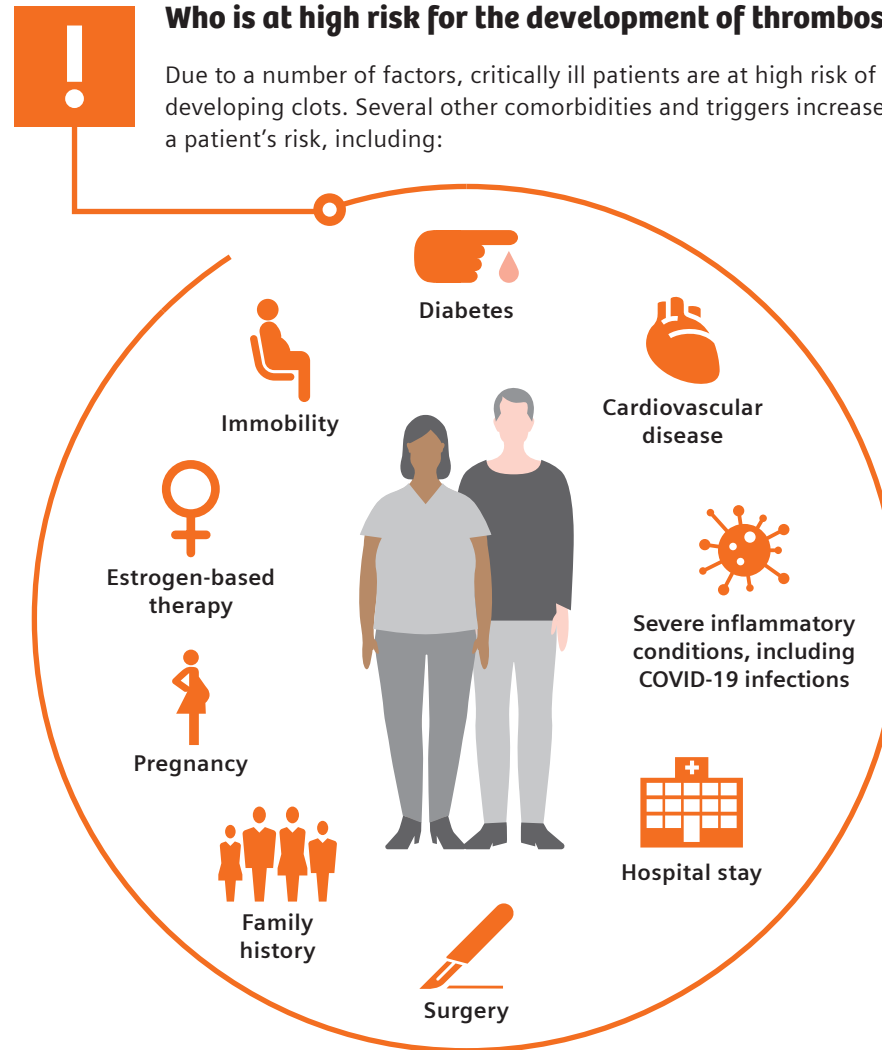 Who is at high risk for the development of thrombos
Due to a number of factors, critically ill patients are at high risk of
developing clots. Several other comorbidities and triggers increase
a patient’s risk, including:
Diabetes
Cardiovascular
disease
Severe inflammatory
conditions, including
COVID-19 infections
Hospital stay
Surgery
Family
history
Pregnancy
Estrogen-based
therapy
Immobility